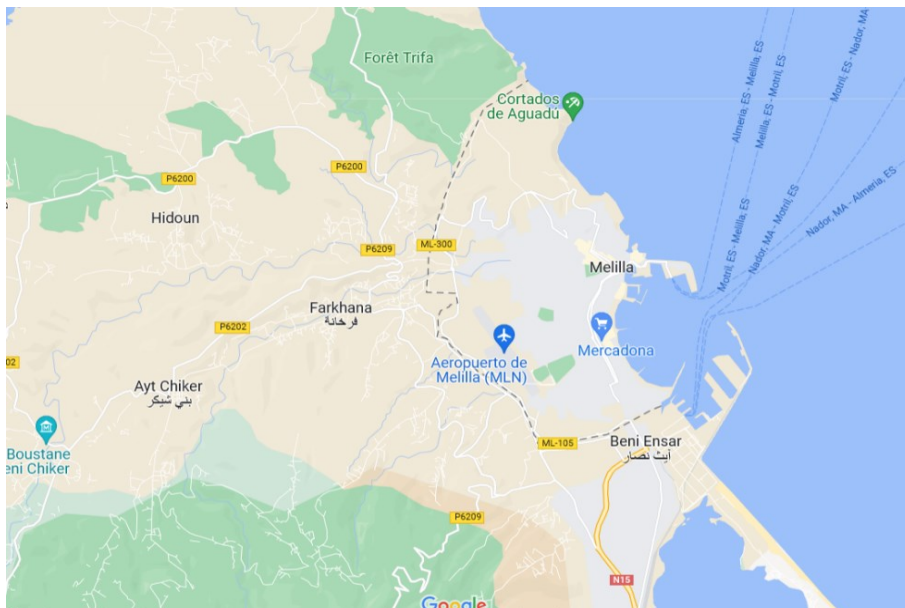 Forêt Trifa
Cortados
de Aguadú
Almería, ES - Melilla, ES
Melilla, ES - Motril, ES
Motril, ES - Nador, MA
P6200
P6200
Hidoun
P6209
ML-300
Motril, ES - Melilla, ES
Nador, MA - Motril, ES
Nador, MA - Almería, ES
Melilla
Farkhana
فرخانة
P6202
Mercadona
Aeropuerto de
Melilla (MLN)
02
Ayt Chiker
بني شيكر
ML-105
Beni Ensar
أيت نصار
Boustane
eni Chiker
P6209
N15
Google